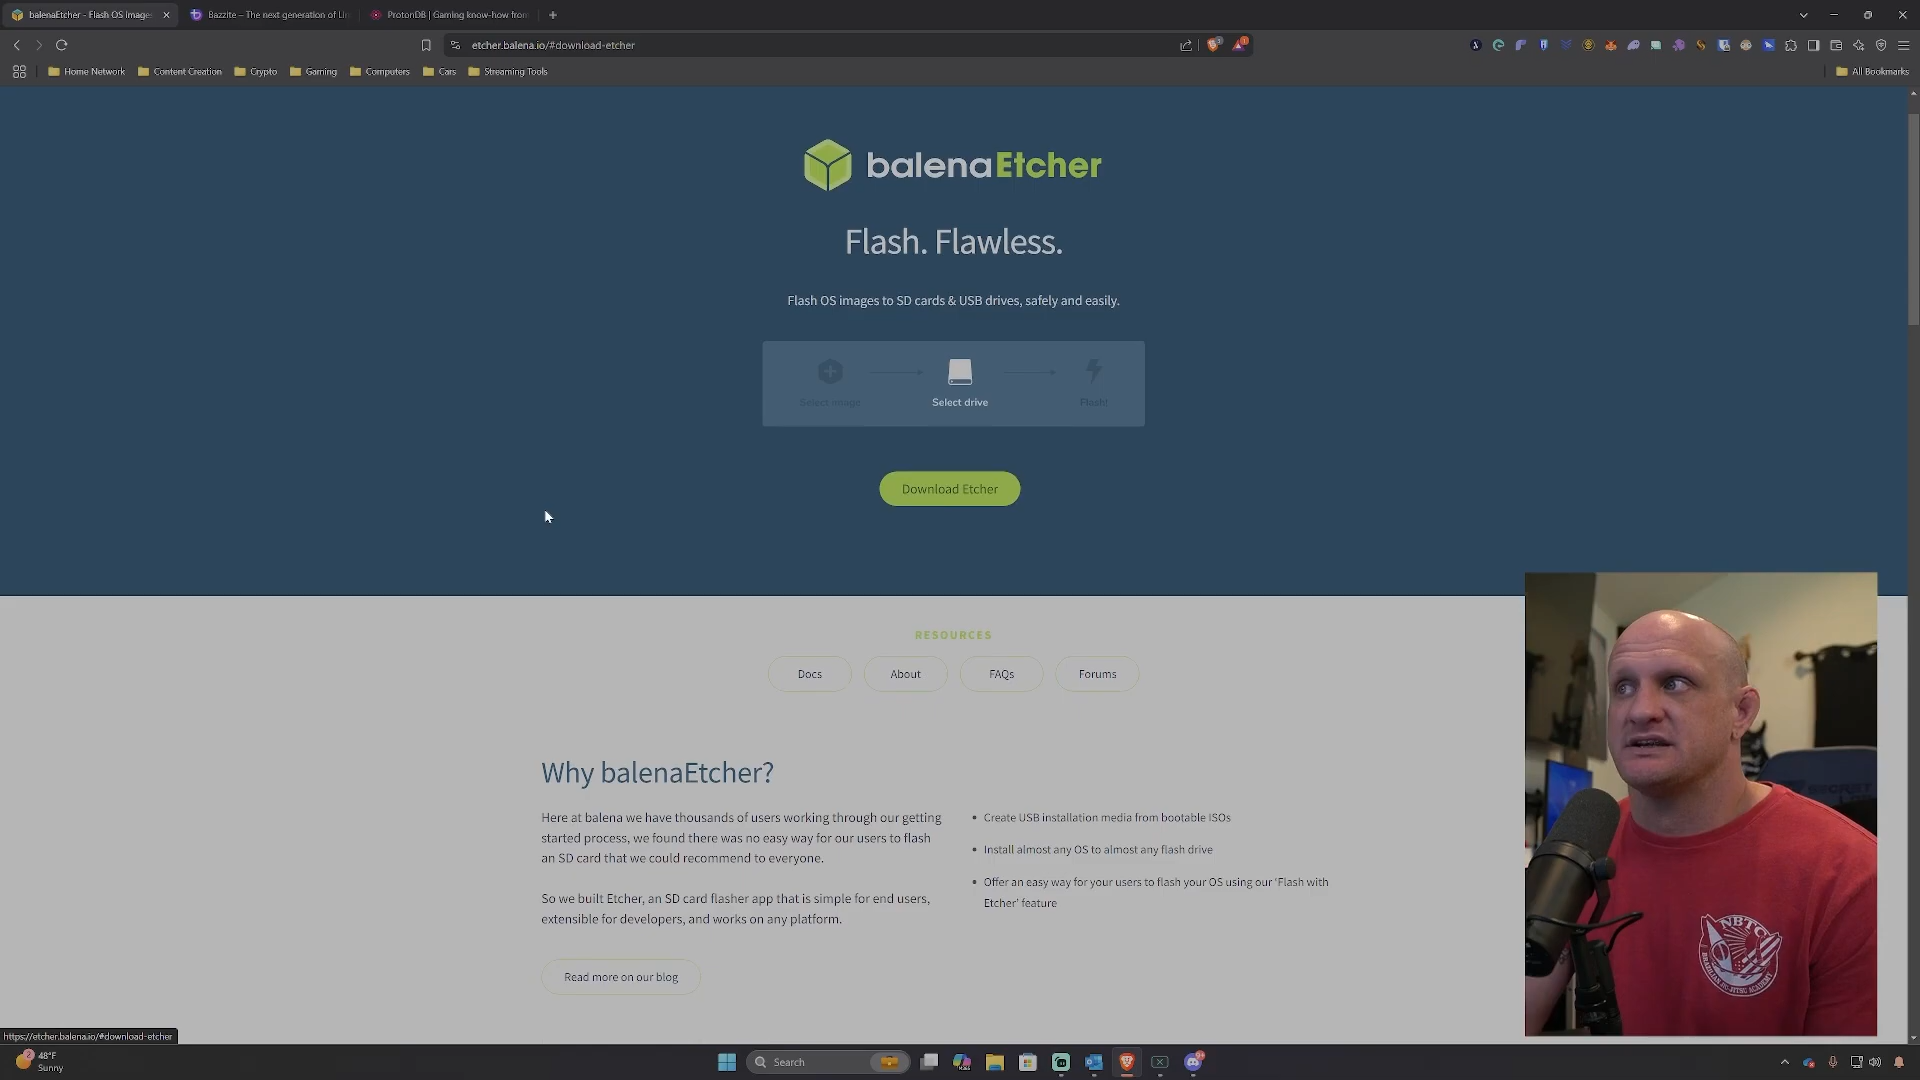 balenaEtcher - Flash OS images
Bazzite – The next generation of Li
ProtonDB | Gaming know-how from
etcher.balena.io/#download-etcher
Home Network
Content Creation
Crypto
Gaming
Computers
Cars
Streaming Tools
All Bookmarks
balenaEtcher
Flash. Flawless.
Flash OS images to SD cards & USB drives, safely and easily.
Select image
Select drive
Flash!
Download Etcher
RESOURCES
Docs
About
FAQs
Forums
Why balenaEtcher?
Here at balena we have thousands of users working through our getting
started process, we found there was no easy way for our users to flash
an SD card that we could recommend to everyone.
So we built Etcher, an SD card flasher app that is simple for end users,
extensible for developers, and works on any platform.
Read more on our blog
• Create USB installation media from bootable ISOs
• Install almost any OS to almost any flash drive
• Offer an easy way for your users to flash your OS using our 'Flash with
Etcher' feature
NBTC
BRAZILIAN JIU-JITSU ACADEMY
https://etcher.balena.io/#download-etcher
48°F
Sunny
Search